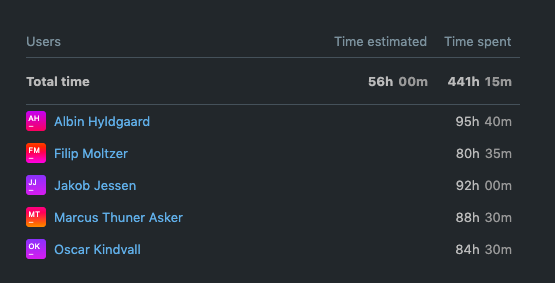 Users Time estimated Time spent
Total time 56h 00m 441h 15m
AH Albin Hyldgaard 95h 40m
FM Filip Moltzer 80h 35m
JJ Jakob Jessen 92h 00m
MT Marcus Thuner Asker 88h 30m
OK Oscar Kindvall 84h 30m